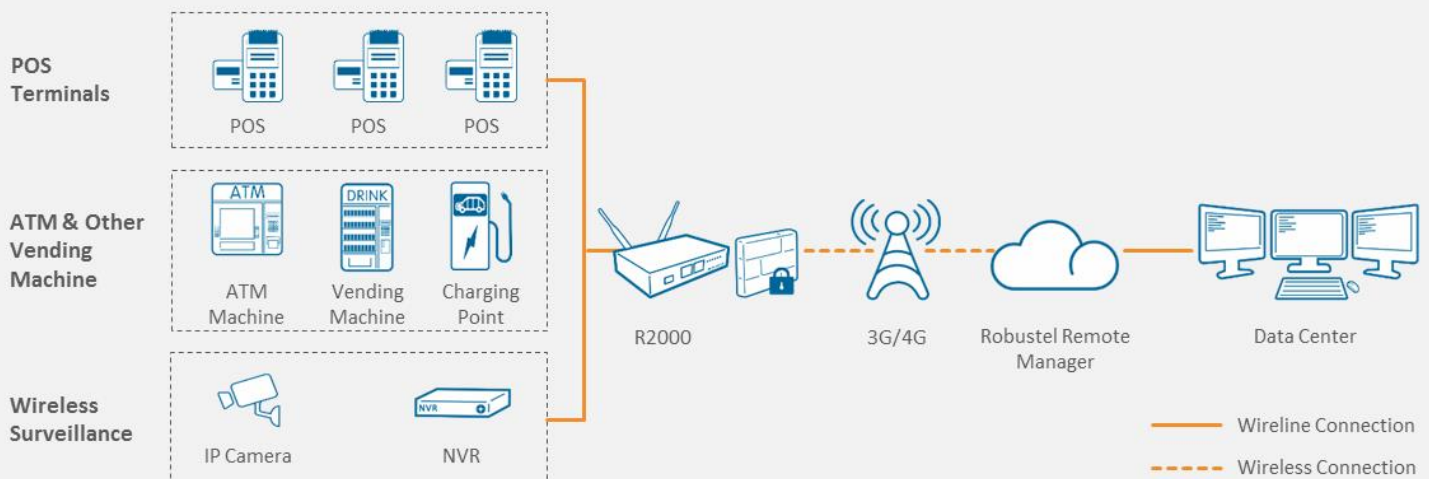 POS
Terminals
POS
POS
POS
ATM & Other
Vending
Machine
ATM
DRINK
ATM
Machine
Vending
Machine
Charging
Point
Wireless
Surveillance
NVR
IP Camera
NVR
R2000
3G/4G
Robustel Remote
Manager
Data Center
Wireline Connection
Wireless Connection